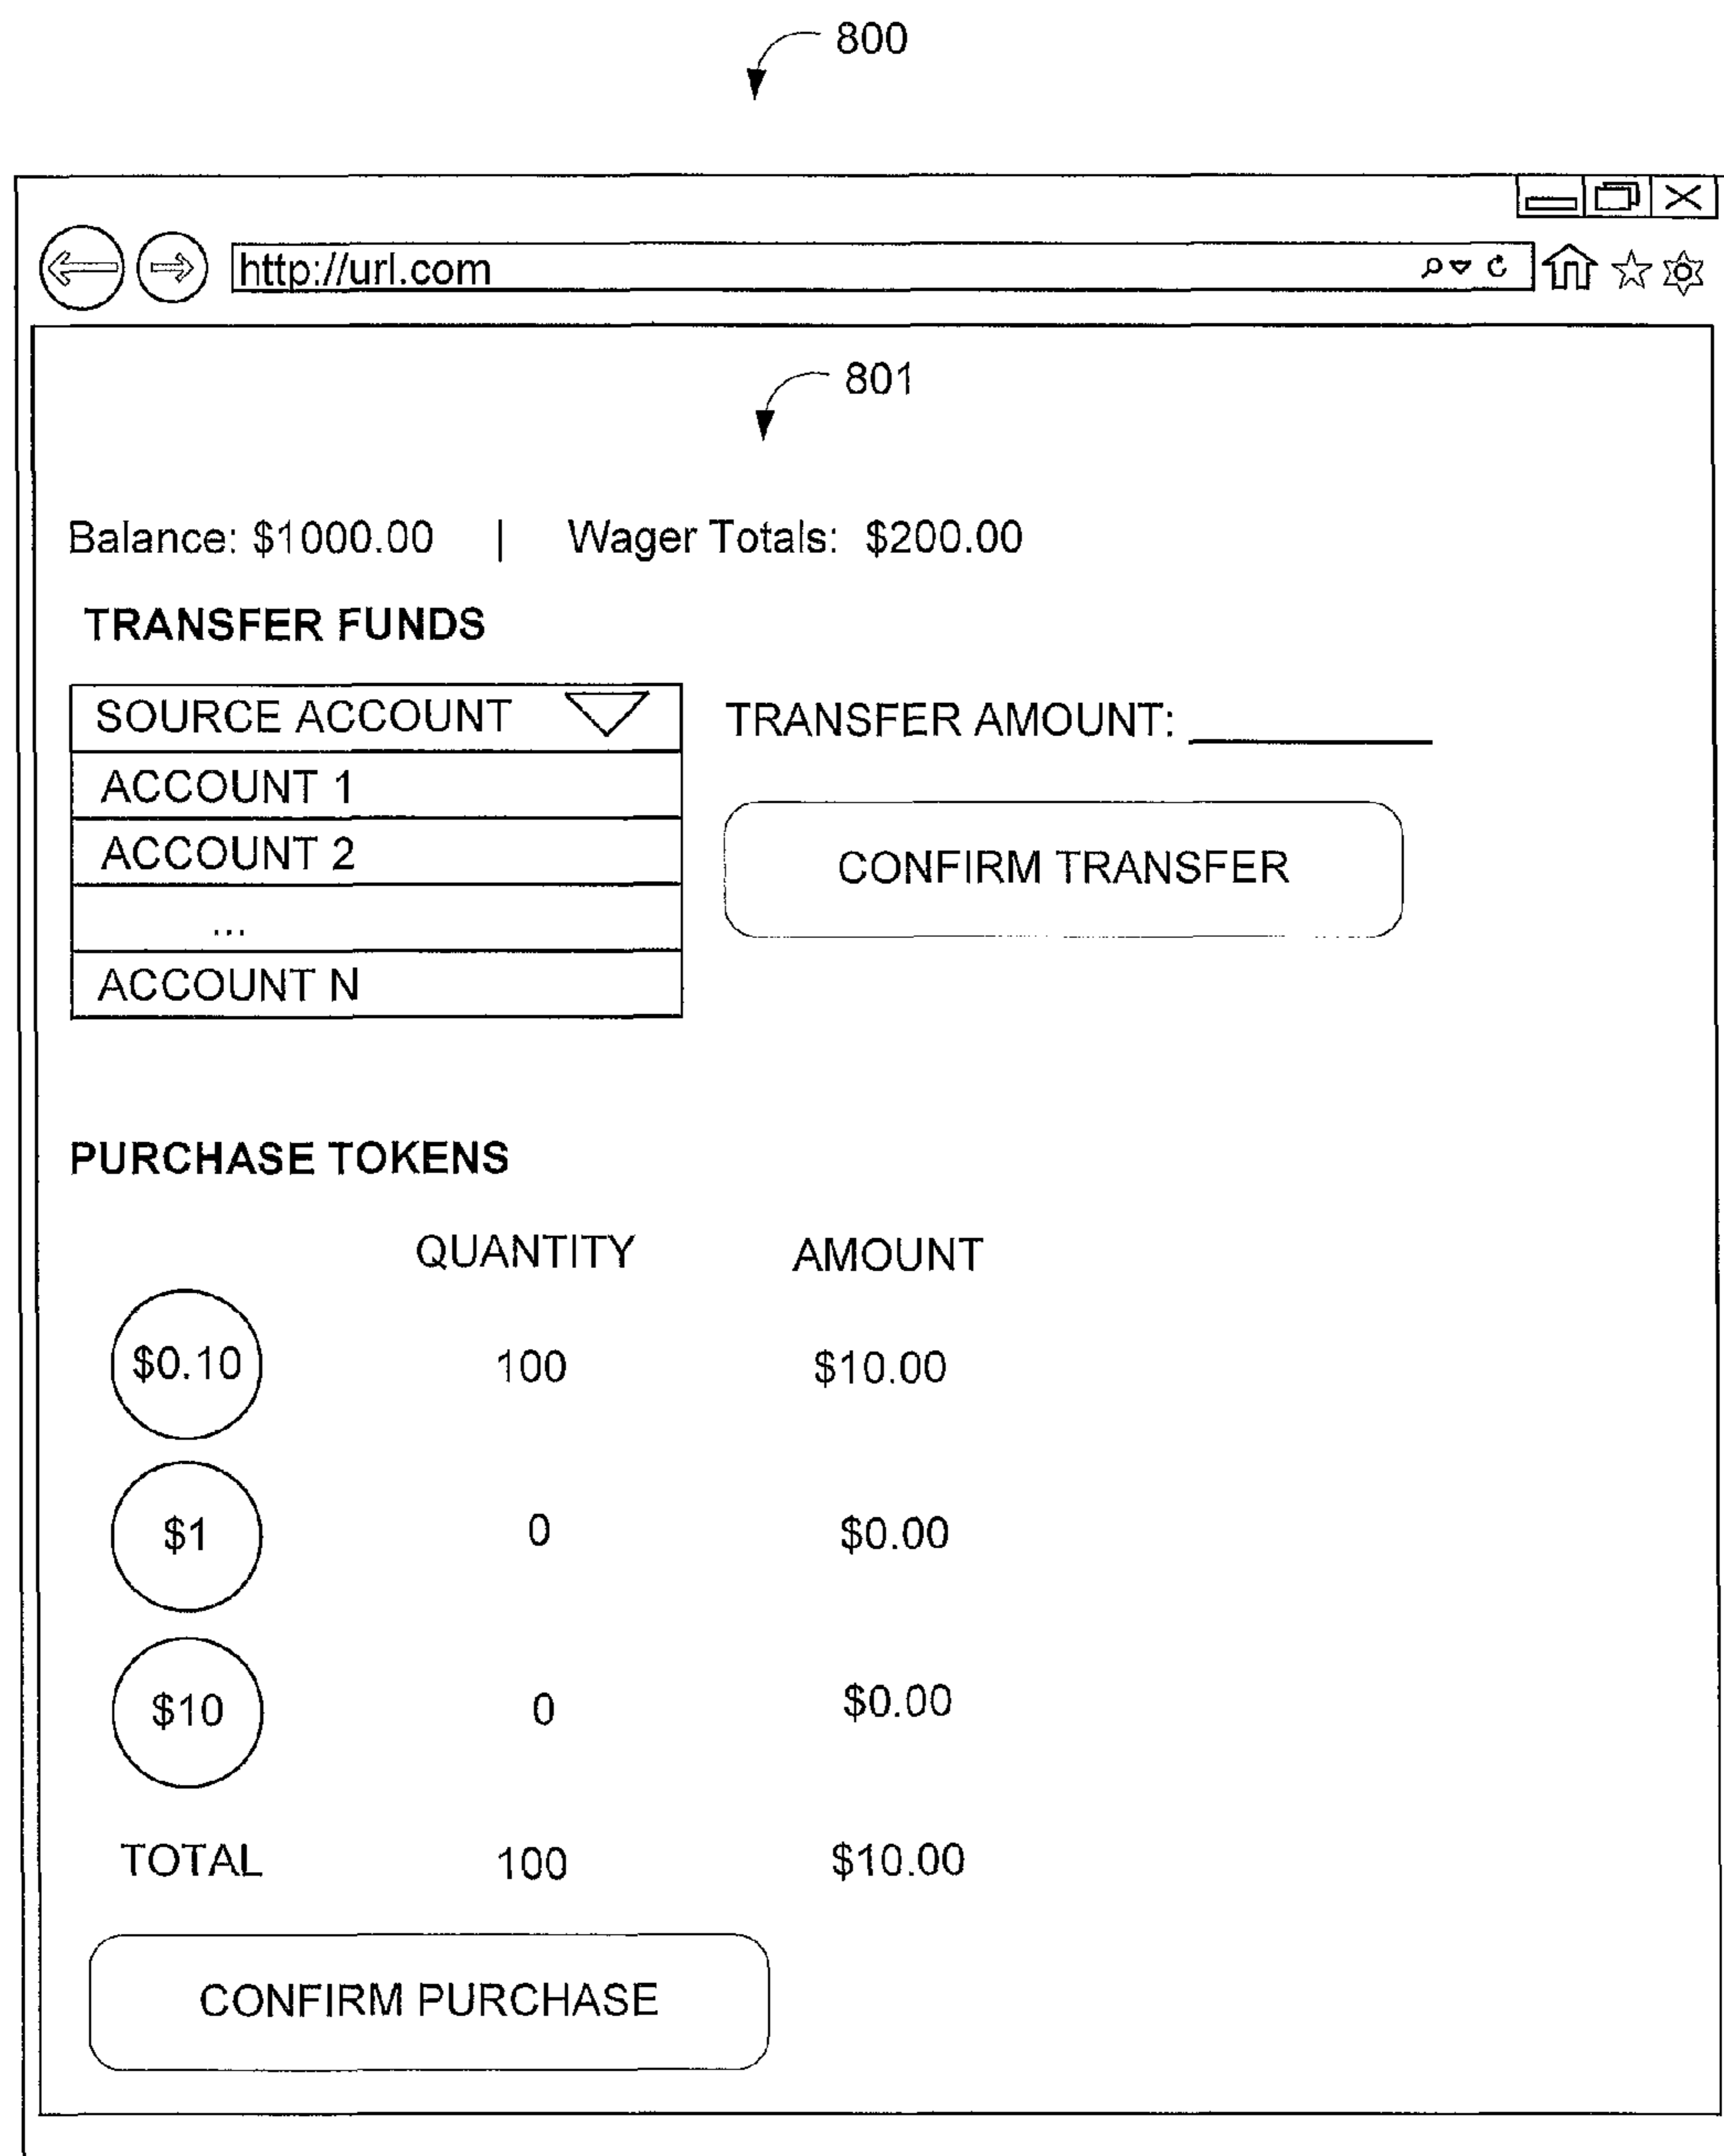 800
http://url.com
801
Balance: $1000.00 | Wager Totals: $200.00
TRANSFER FUNDS
SOURCE ACCOUNT TRANSFER AMOUNT: __________
ACCOUNT 1
ACCOUNT 2
CONFIRM TRANSFER
...
ACCOUNT N
PURCHASE TOKENS
QUANTITY AMOUNT
$0.10 100 $10.00
$1 0 $0.00
$10 0 $0.00
TOTAL 100 $10.00
CONFIRM PURCHASE